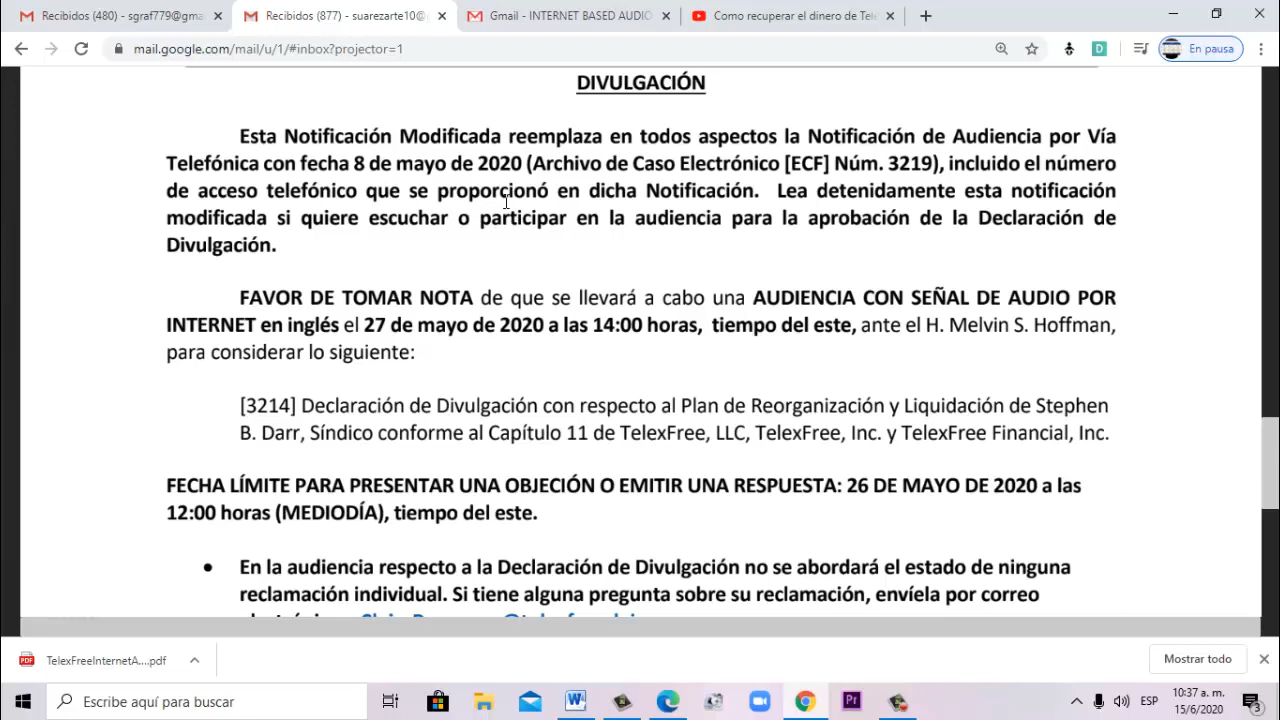 Recibidos (480) - sgraf779@gma
Recibidos (877) - suarezarte10@g
Gmail - INTERNET BASED AUDIO
Como recuperar el dinero de Tele
mail.google.com/mail/u/1/#inbox?projector=1
D
En pausa
DIVULGACIÓN
Esta Notificación Modificada reemplaza en todos aspectos la Notificación de Audiencia por Vía
Telefónica con fecha 8 de mayo de 2020 (Archivo de Caso Electrónico [ECF] Núm. 3219), incluido el número
de acceso telefónico que se proporcionó en dicha Notificación. Lea detenidamente esta notificación
modificada si quiere escuchar o participar en la audiencia para la aprobación de la Declaración de
Divulgación.
FAVOR DE TOMAR NOTA de que se llevará a cabo una AUDIENCIA CON SEÑAL DE AUDIO POR
INTERNET en inglés el 27 de mayo de 2020 a las 14:00 horas, tiempo del este, ante el H. Melvin S. Hoffman,
para considerar lo siguiente:
[3214] Declaración de Divulgación con respecto al Plan de Reorganización y Liquidación de Stephen
B. Darr, Síndico conforme al Capítulo 11 de TelexFree, LLC, TelexFree, Inc. y TelexFree Financial, Inc.
FECHA LÍMITE PARA PRESENTAR UNA OBJECIÓN O EMITIR UNA RESPUESTA: 26 DE MAYO DE 2020 a las
12:00 horas (MEDIODÍA), tiempo del este.
• En la audiencia respecto a la Declaración de Divulgación no se abordará el estado de ninguna
reclamación individual. Si tiene alguna pregunta sobre su reclamación, envíela por correo
PDF TelexFreeInternetA....pdf
Mostrar todo
Escribe aquí para buscar
W
Pr
ESP
10:37 a. m.
15/6/2020
3